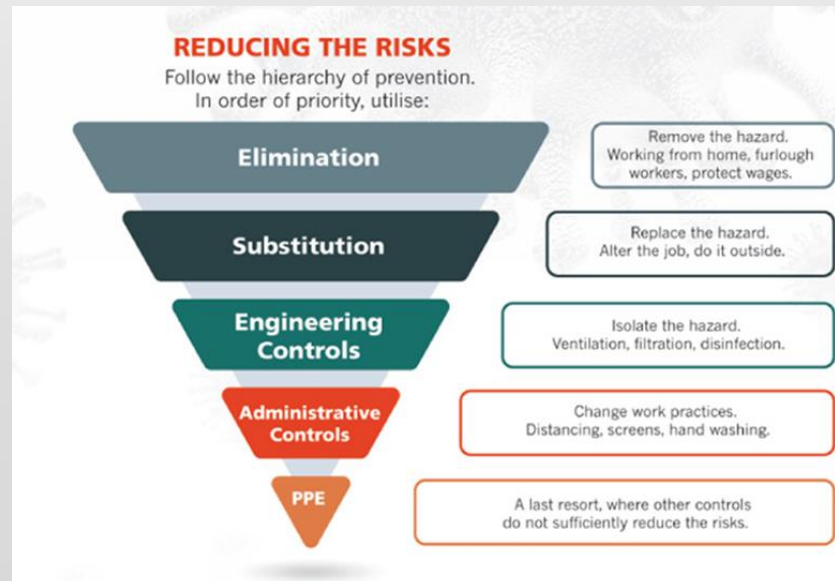 REDUCING THE RISKS
Follow the hierarchy of prevention.
In order of priority, utilise:
Elimination
Remove the hazard.
Working from home, furlough
workers, protect wages.
Substitution
Replace the hazard.
Alter the job, do it outside.
Engineering
Controls
Isolate the hazard.
Ventilation, filtration, disinfection.
Administrative
Controls
Change work practices.
Distancing, screens, hand washing.
PPE
A last resort, where other controls
do not sufficiently reduce the risks.